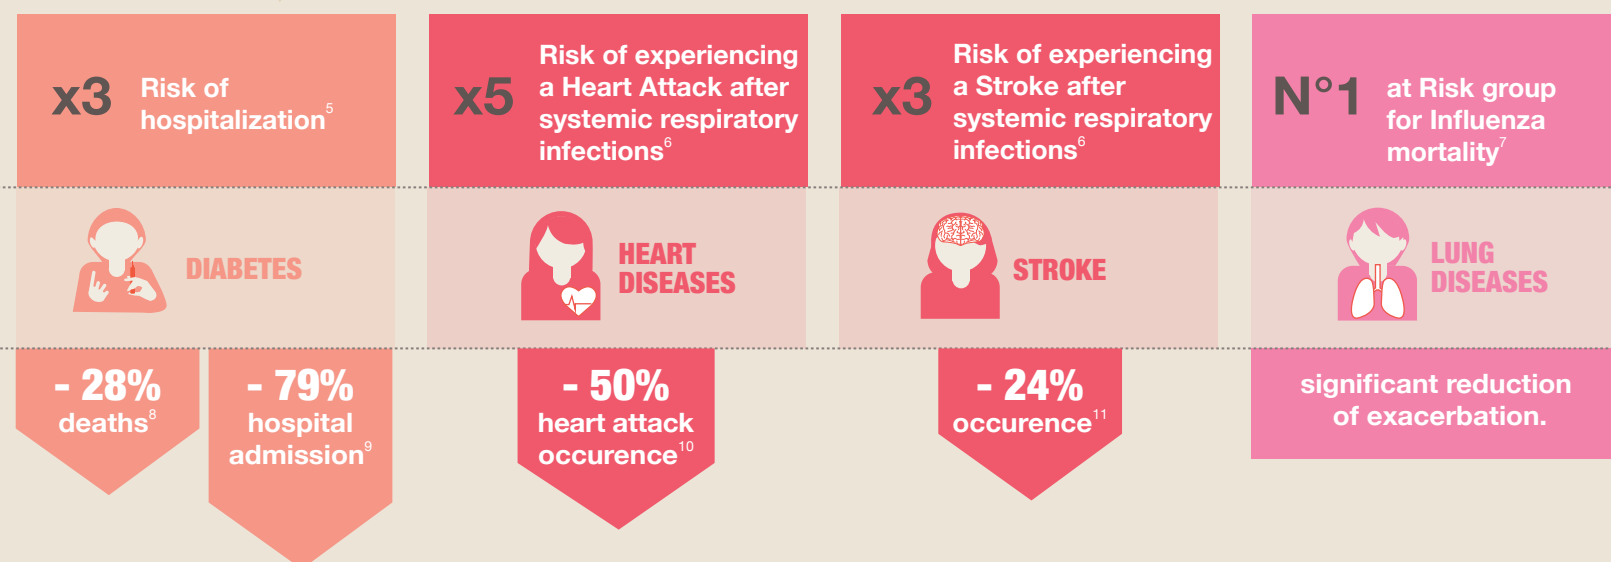 x3
Risk of
hospitalization5
x5
Risk of experiencing
a Heart Attack after
systemic respiratory
infections6
x3
Risk of experiencing
a Stroke after
systemic respiratory
infections6
N°1
at Risk group
for Influenza
mortality7
DIABETES
HEART
DISEASES
STROKE
LUNG
DISEASES
- 28%
deaths8
- 79%
hospital
admission9
- 50%
heart attack
occurence10
- 24%
occurence11
significant reduction
of exacerbation.